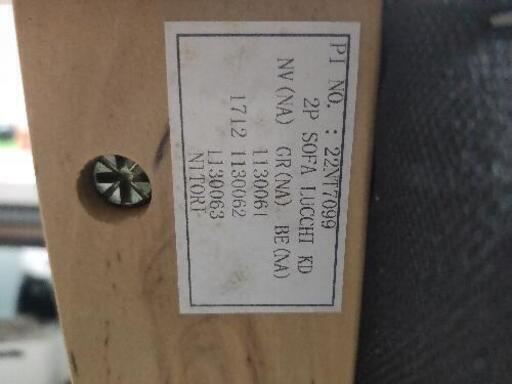 PI NO. : 22NT7099
2P SOFA LUCCHI KD
NV(NA) GR(NA) BE(NA)
1130061
1712 1130062
1130063
NITORI